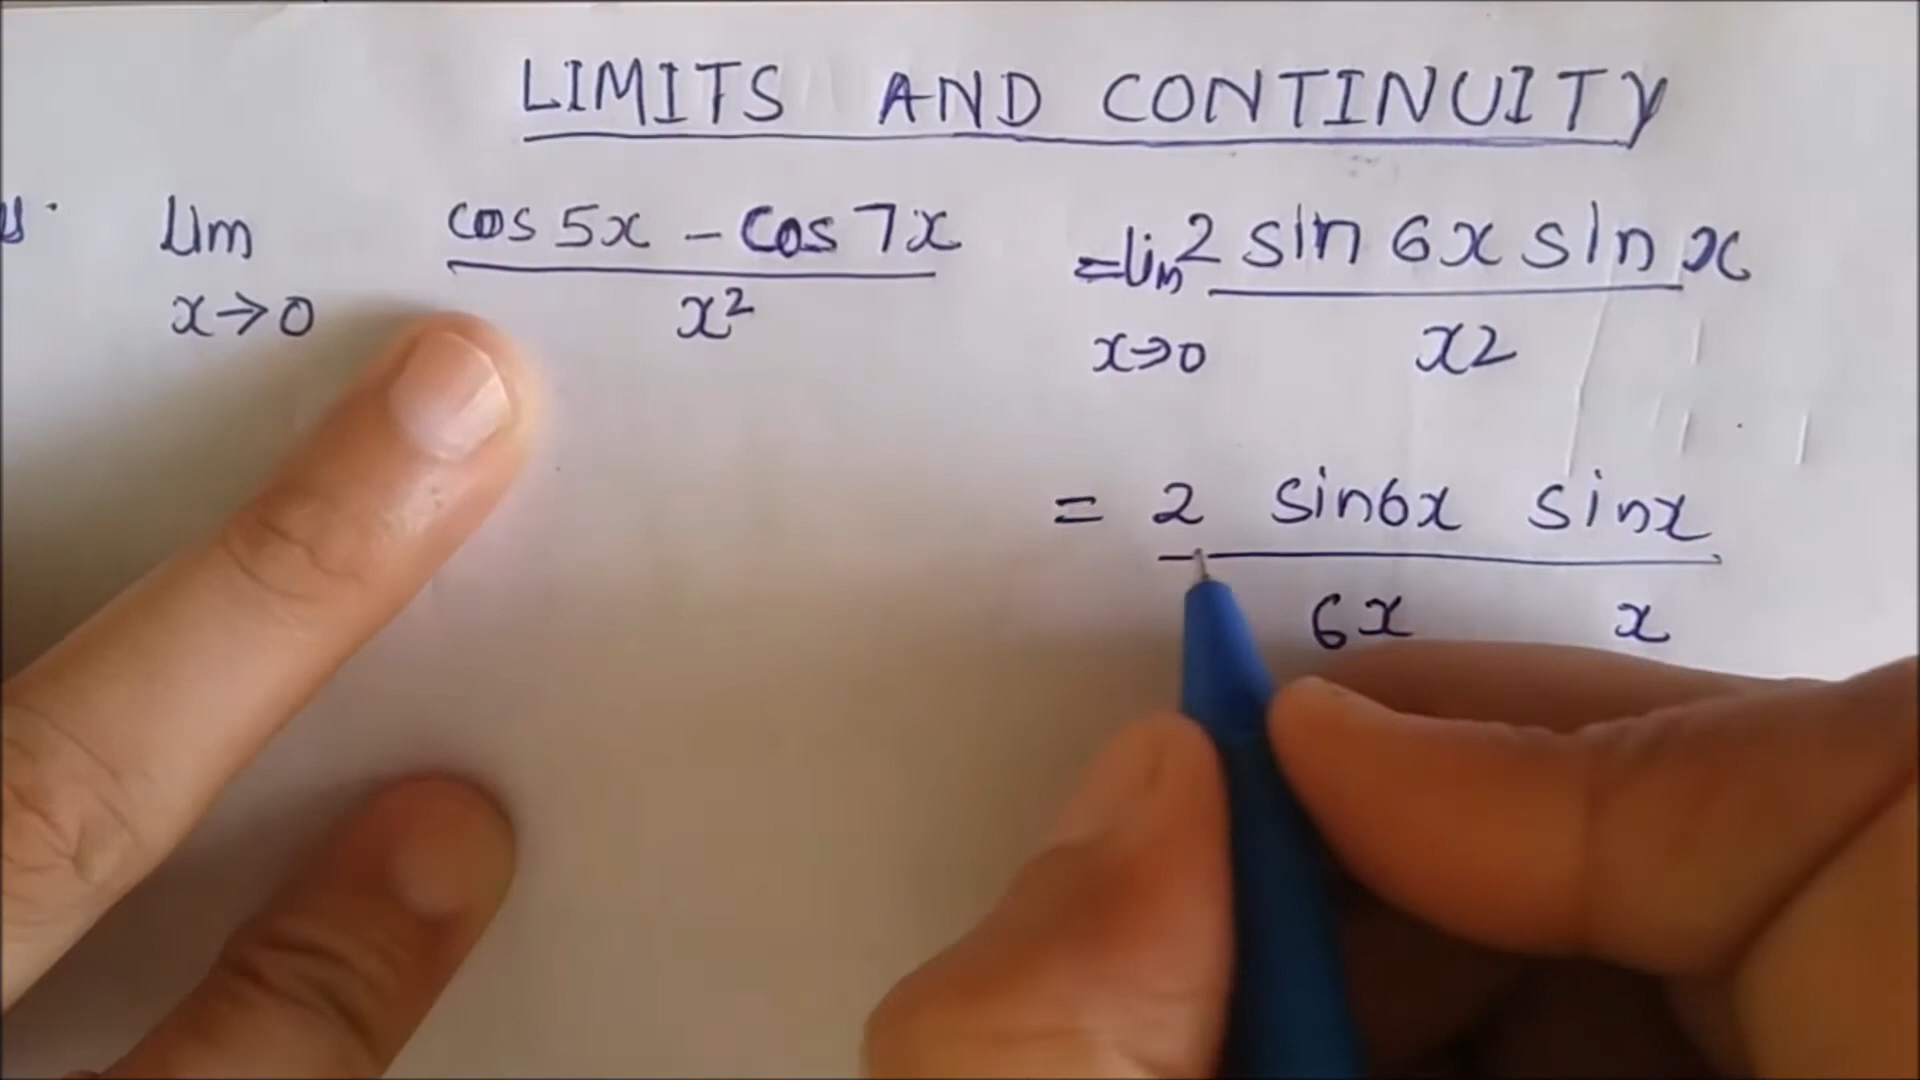 LIMITS AND CONTINUITY
lim cos 5x - cos 7x = lim 2 sin 6x sin x
x→0 x² x→0 x2
= 2 sin6x sinx
6x x